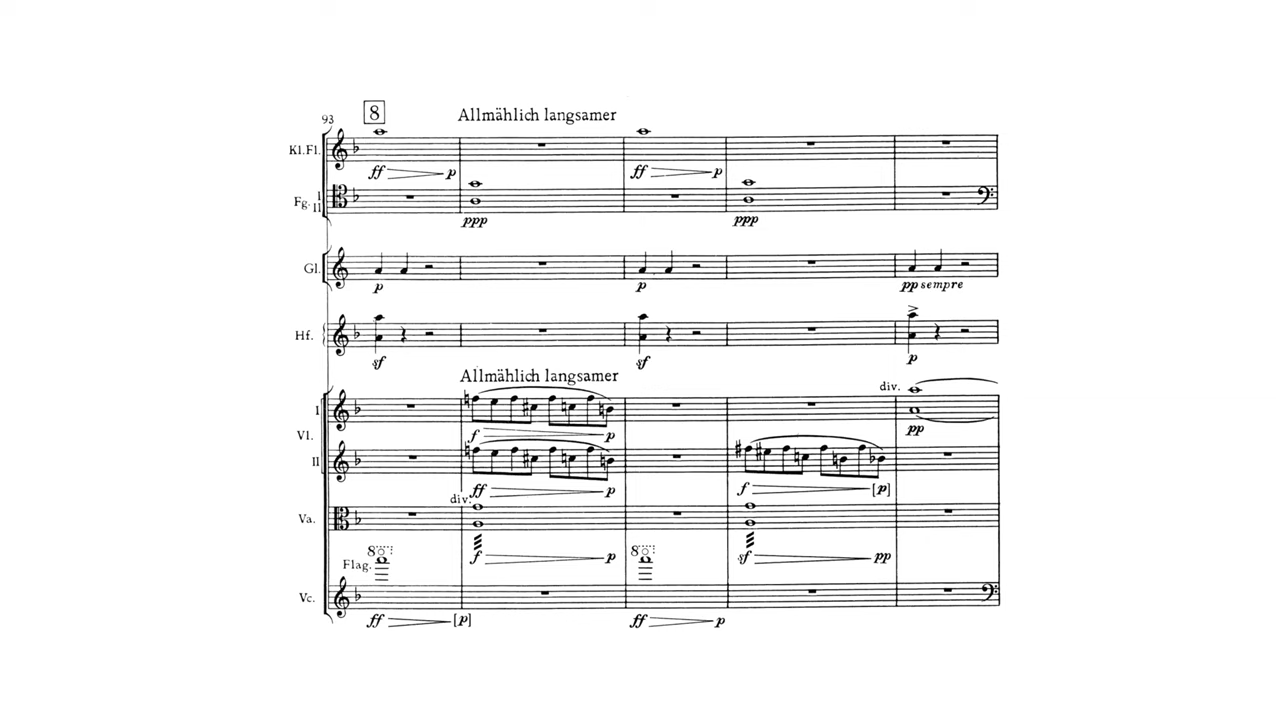 93 8 Allmählich langsamer
Kl.Fl.
ff p ff p
Fg. I II
ppp ppp
Gl.
p p pp sempre
Hf.
sf sf p
Allmählich langsamer
div.
I
f p pp
Vl.
II
ff p f [p]
div.
Va.
f p sf pp
8 8
Flag.
Vc.
ff [p] ff p